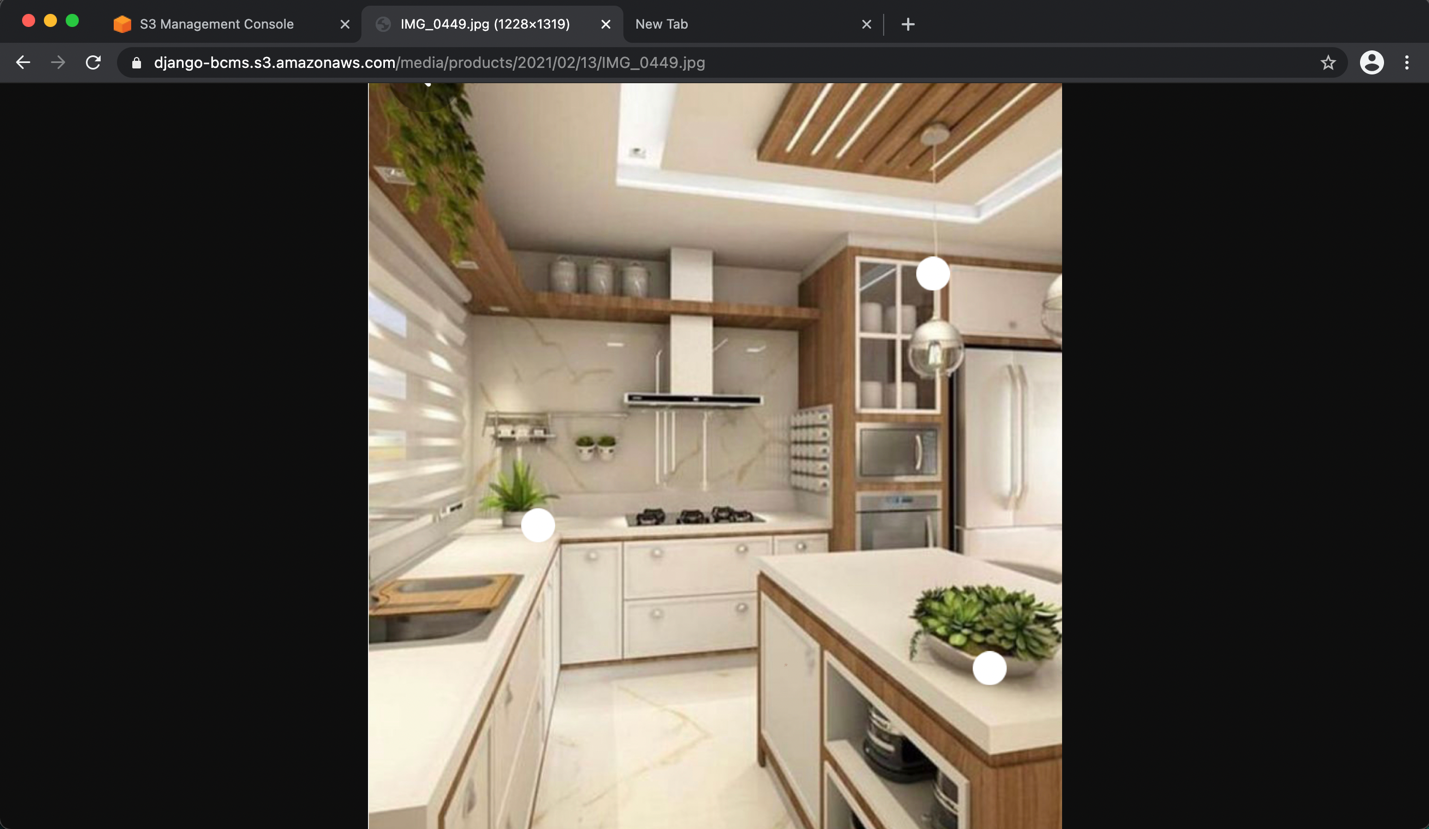 S3 Management Console
IMG_0449.jpg (1228×1319)
New Tab
django-bcms.s3.amazonaws.com/media/products/2021/02/13/IMG_0449.jpg